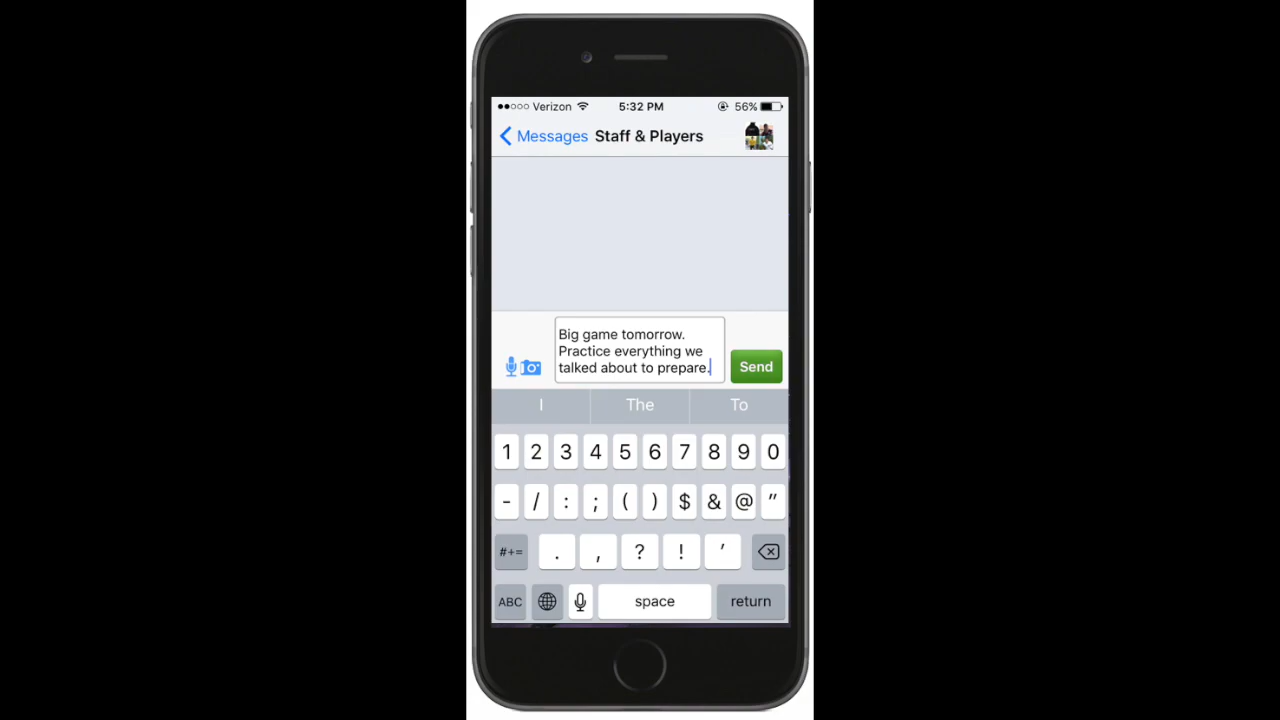 Verizon 5:32 PM 56%
Messages Staff & Players
Big game tomorrow.
Practice everything we
talked about to prepare.
Send
I The To
1 2 3 4 5 6 7 8 9 0
- / : ; ( ) $ & @ "
#+= . , ? ! '
ABC space return